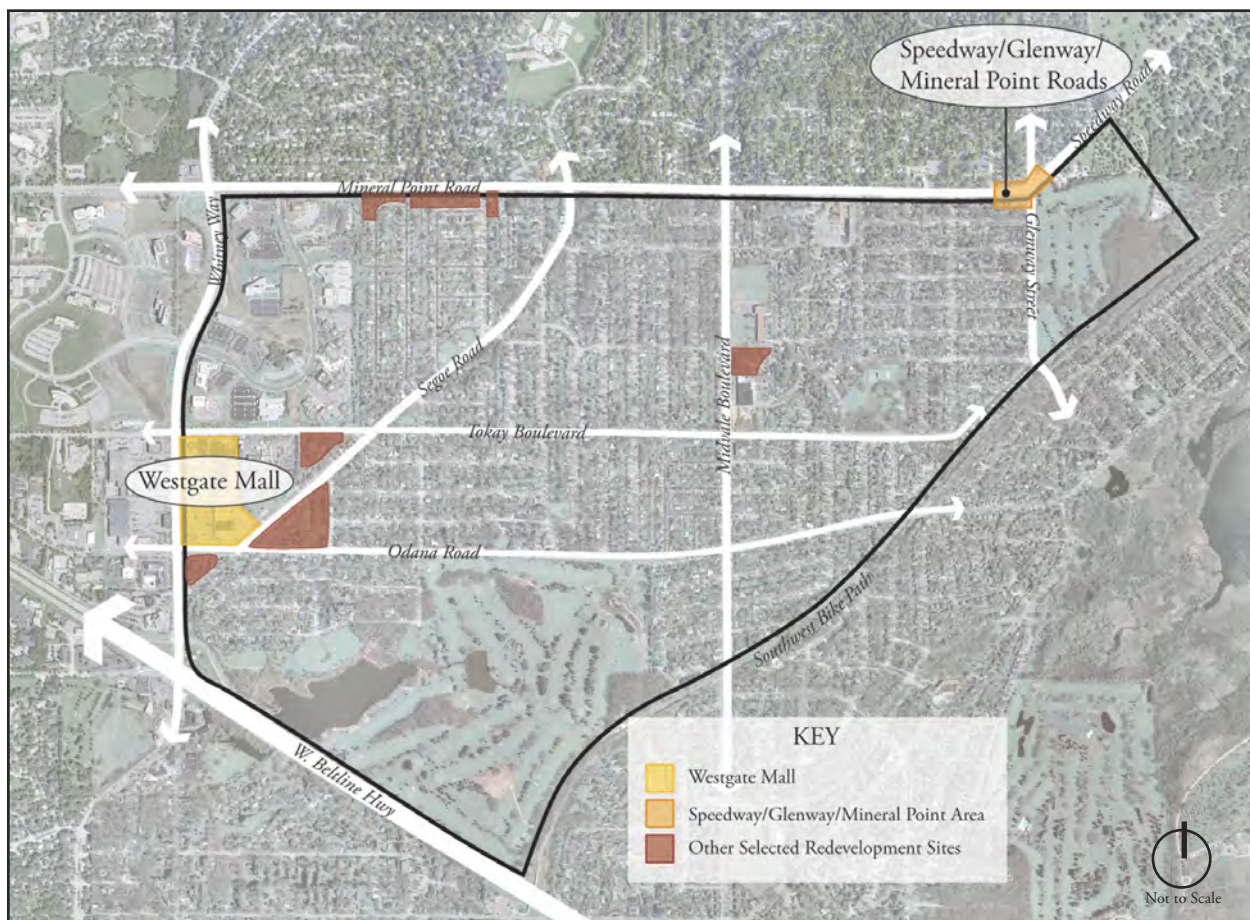 Speedway/Glenway/
Mineral Point Roads
Speedway Road
Mineral Point Road
Whitney Way
Glenway Street
Segoe Road
Midvale Boulevard
Tokay Boulevard
Westgate Mall
Odana Road
Southwest Bike Path
W. Beltline Hwy
KEY
Westgate Mall
Speedway/Glenway/Mineral Point Area
Other Selected Redevelopment Sites
Not to Scale